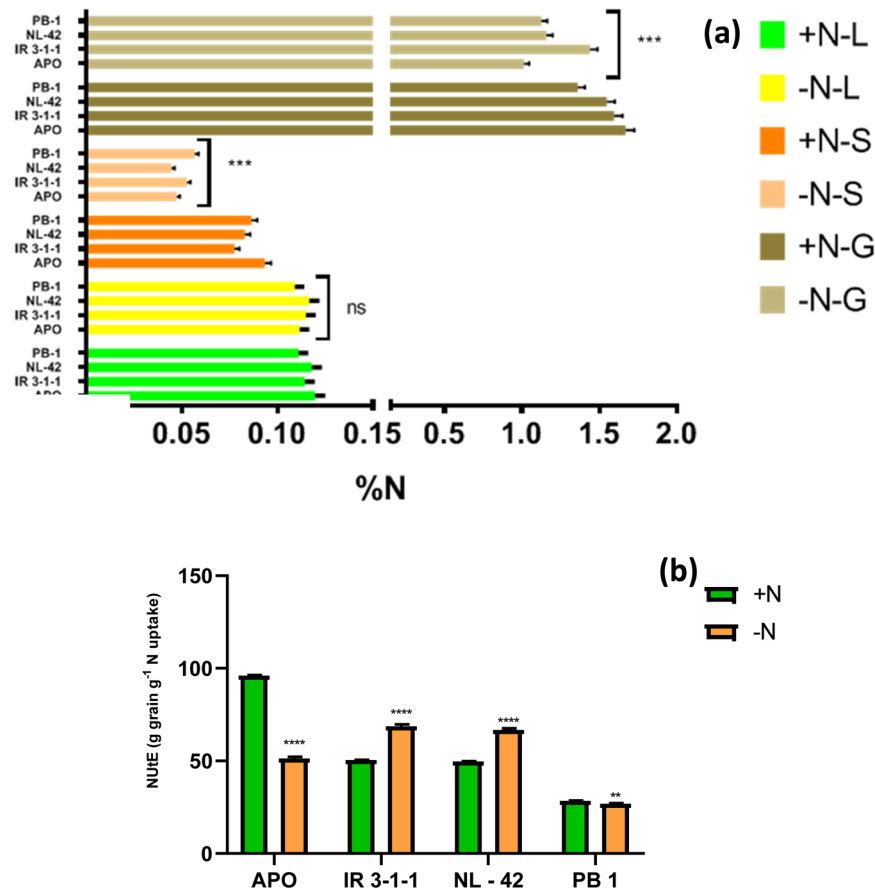 PB-1
NL-42
IR 3-1-1
APO
***
(a)
PB-1
NL-42
IR 3-1-1
APO
PB-1
NL-42
IR 3-1-1
APO
***
PB-1
NL-42
IR 3-1-1
APO
PB-1
NL-42
IR 3-1-1
APO
ns
PB-1
NL-42
IR 3-1-1
+N-L
-N-L
+N-S
-N-S
+N-G
-N-G
0.05 0.10 0.15 0.5 1.0 1.5 2.0
%N
(b)
+N
-N
NUtE (g grain g⁻¹ N uptake)
150
100
50
0
****
****
****
**
APO IR 3-1-1 NL - 42 PB 1